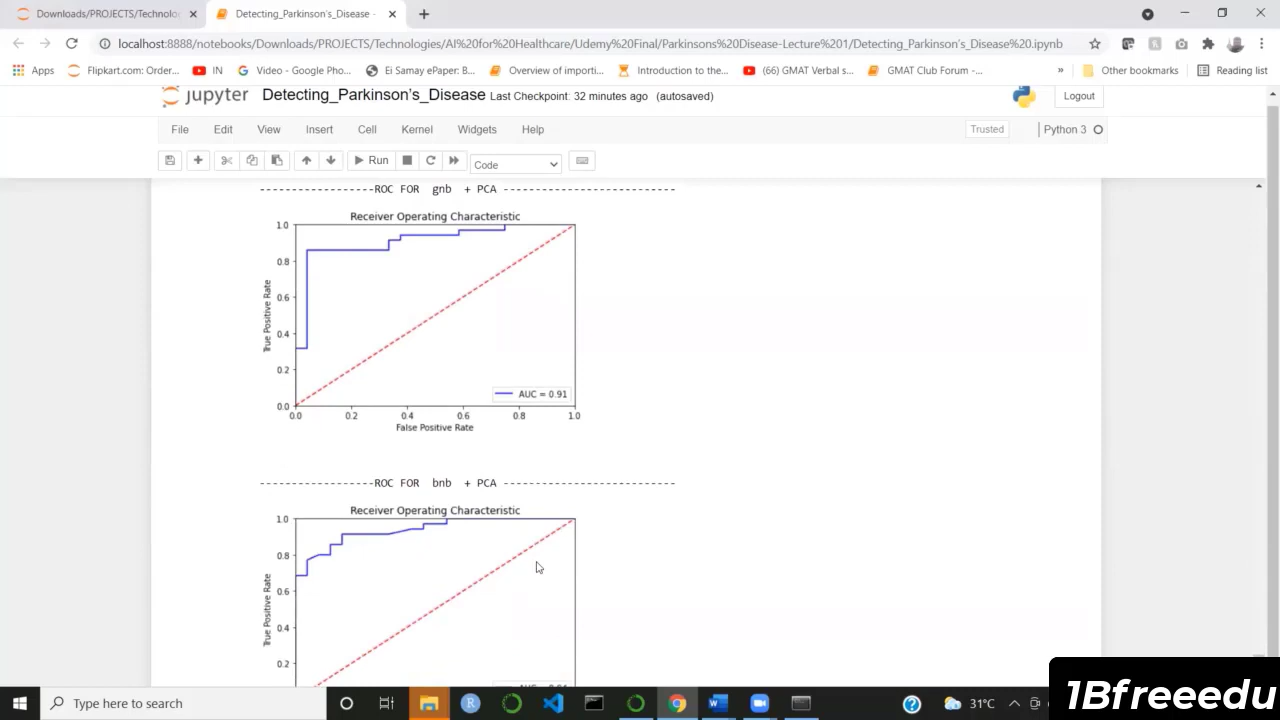 Downloads/PROJECTS/Technolo
Detecting_Parkinson's_Disease -
localhost:8888/notebooks/Downloads/PROJECTS/Technologies/AI%20for%20Healthcare/Udemy%20Final/Parkinsons%20Disease-Lecture%201/Detecting_Parkinson's_Disease%20.ipynb
Apps Flipkart.com: Order... IN Video - Google Pho... Ei Samay ePaper: B... Overview of importi... Introduction to the... (66) GMAT Verbal s... GMAT Club Forum -... » Other bookmarks Reading list
jupyter Detecting_Parkinson's_Disease Last Checkpoint: 32 minutes ago (autosaved) Logout
File Edit View Insert Cell Kernel Widgets Help Trusted Python 3
Run Code
------------------ROC FOR gnb + PCA ---------------------------
Receiver Operating Characteristic
1.0
0.8
0.6
0.4
0.2
0.0
True Positive Rate
AUC = 0.91
0.0 0.2 0.4 0.6 0.8 1.0
False Positive Rate
------------------ROC FOR bnb + PCA ---------------------------
Receiver Operating Characteristic
1.0
0.8
0.6
0.4
0.2
True Positive Rate
Type here to search
31°C
1Bfreeedu